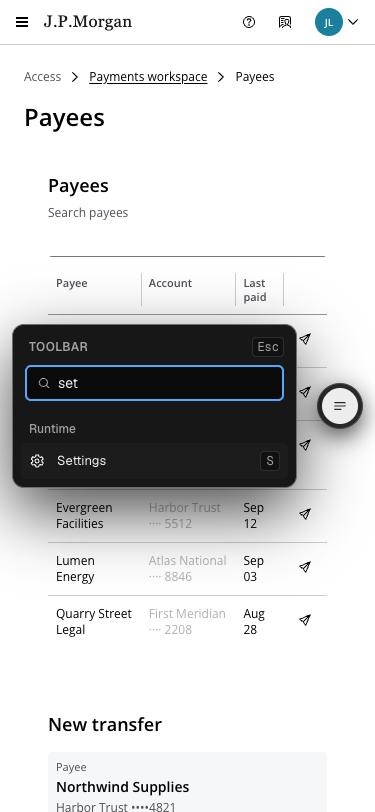 J.P.Morgan
JL
Access
Payments workspace
Payees
Payees
Payees
Search payees
Payee
Account
Last
paid
TOOLBAR
Esc
set
Runtime
Settings
S
Evergreen
Facilities
Harbor Trust
···· 5512
Sep
12
Lumen
Energy
Atlas National
···· 8846
Sep
03
Quarry Street
Legal
First Meridian
···· 2208
Aug
28
New transfer
Payee
Northwind Supplies
Harbor Trust ••••4821